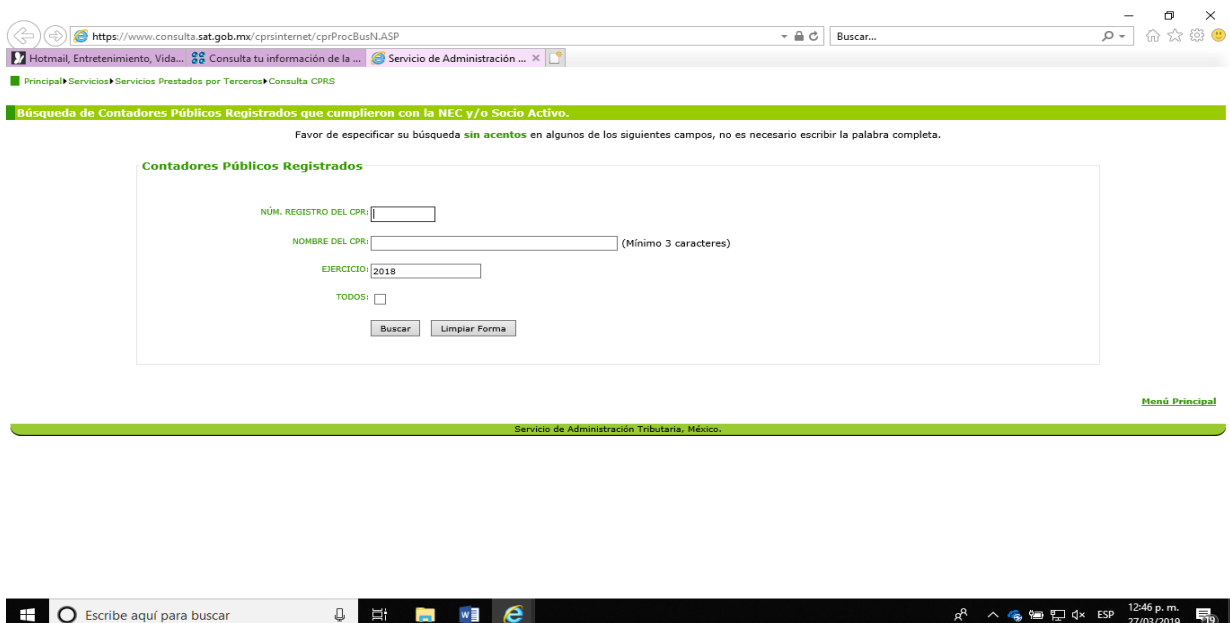 https://www.consulta.sat.gob.mx/cprsinternet/cprProcBusN.ASP
Buscar...
Hotmail, Entretenimiento, Vida...
Consulta tu información de la ...
Servicio de Administración ...
Principal Servicios Servicios Prestados por Terceros Consulta CPRS
Búsqueda de Contadores Públicos Registrados que cumplieron con la NEC y/o Socio Activo.
Favor de especificar su búsqueda sin acentos en algunos de los siguientes campos, no es necesario escribir la palabra completa.
Contadores Públicos Registrados
NÚM. REGISTRO DEL CPR:
NOMBRE DEL CPR: (Mínimo 3 caracteres)
EJERCICIO: 2018
TODOS:
Buscar Limpiar Forma
Menú Principal
Servicio de Administración Tributaria, México.
Escribe aquí para buscar
ESP
12:46 p. m.
27/03/2019
19